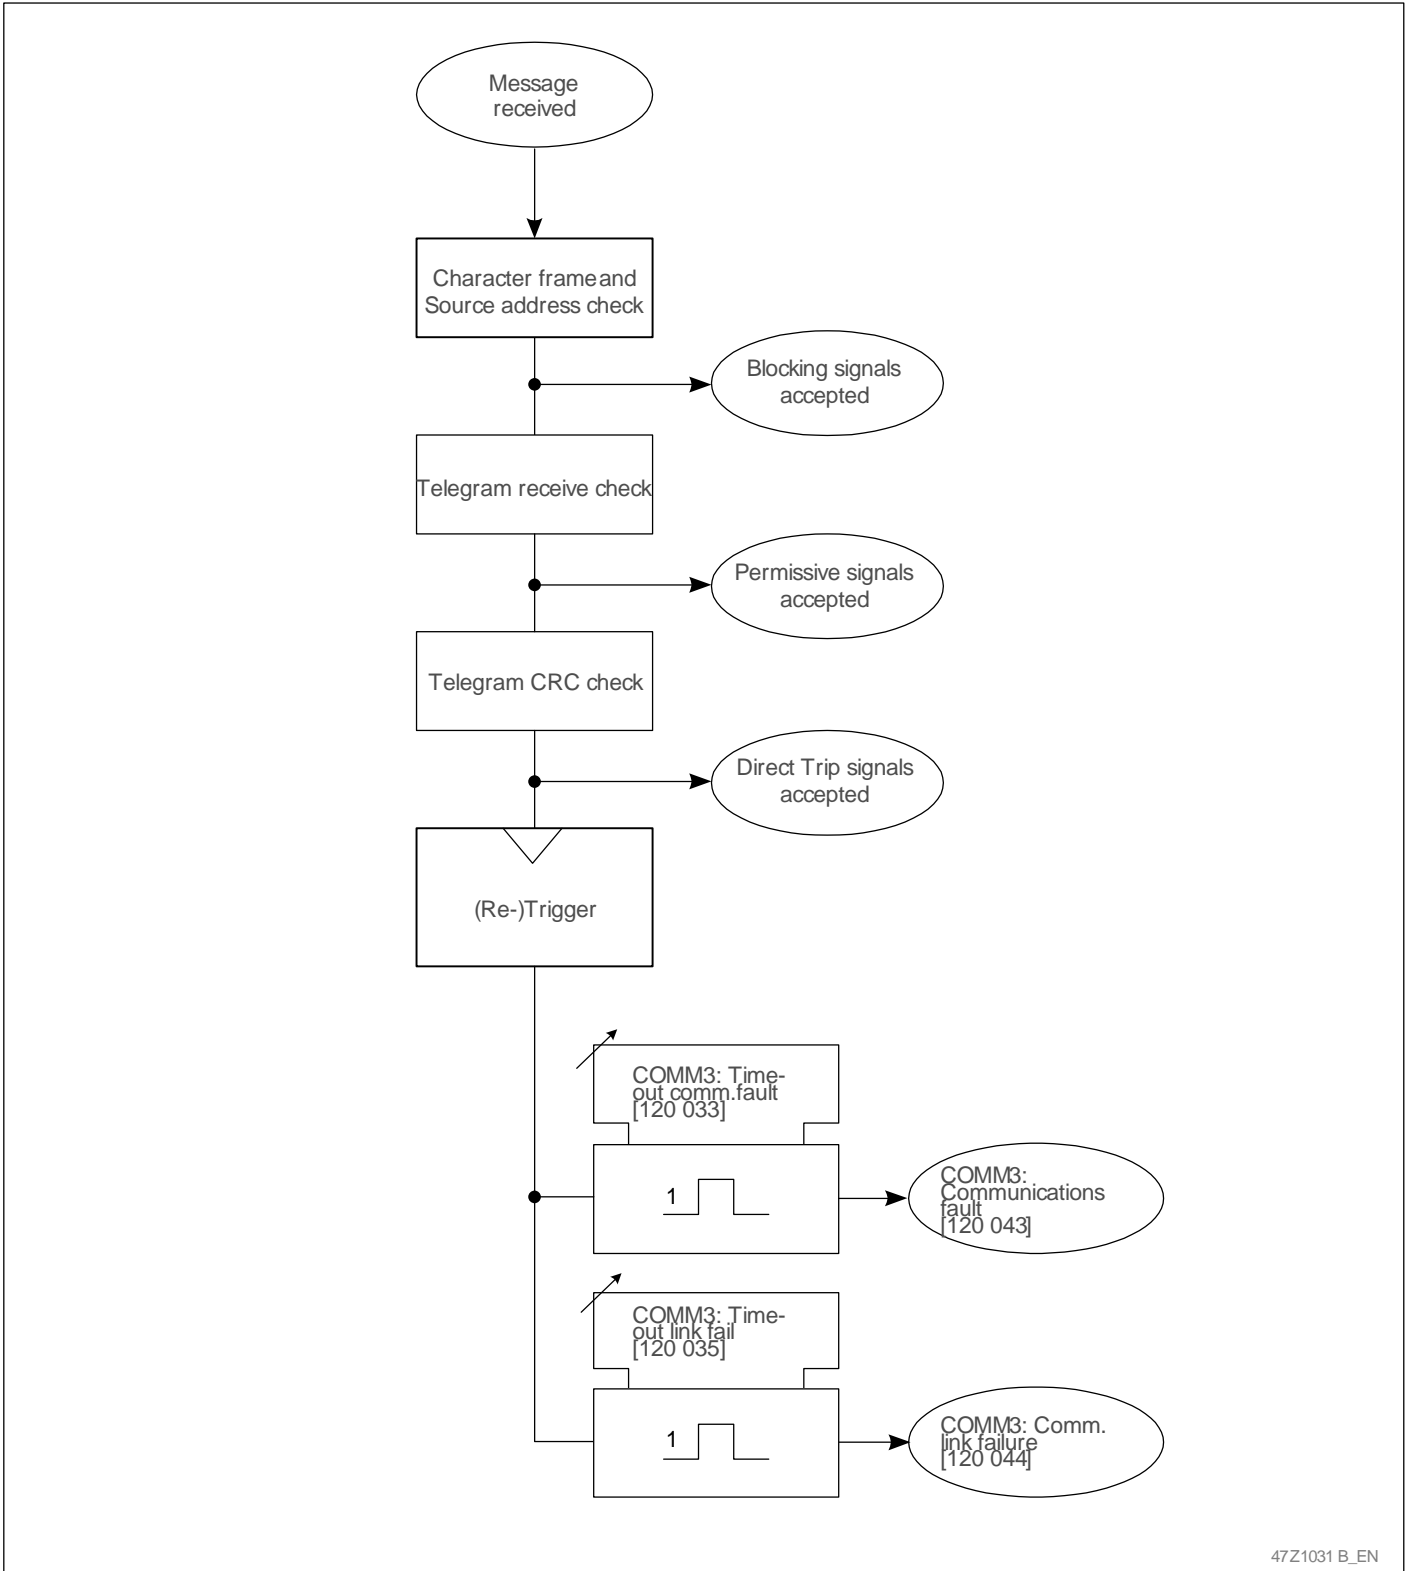 Message
received
Character frame and
Source address check
Blocking signals
accepted
Telegram receive check
Permissive signals
accepted
Telegram CRC check
Direct Trip signals
accepted
(Re-)Trigger
COMM3: Time-
out comm.fault
[120 033]
1
COMM3:
Communications
fault
[120 043]
COMM3: Time-
out link fail
[120 035]
1
COMM3: Comm.
link failure
[120 044]
47Z1031 B_EN